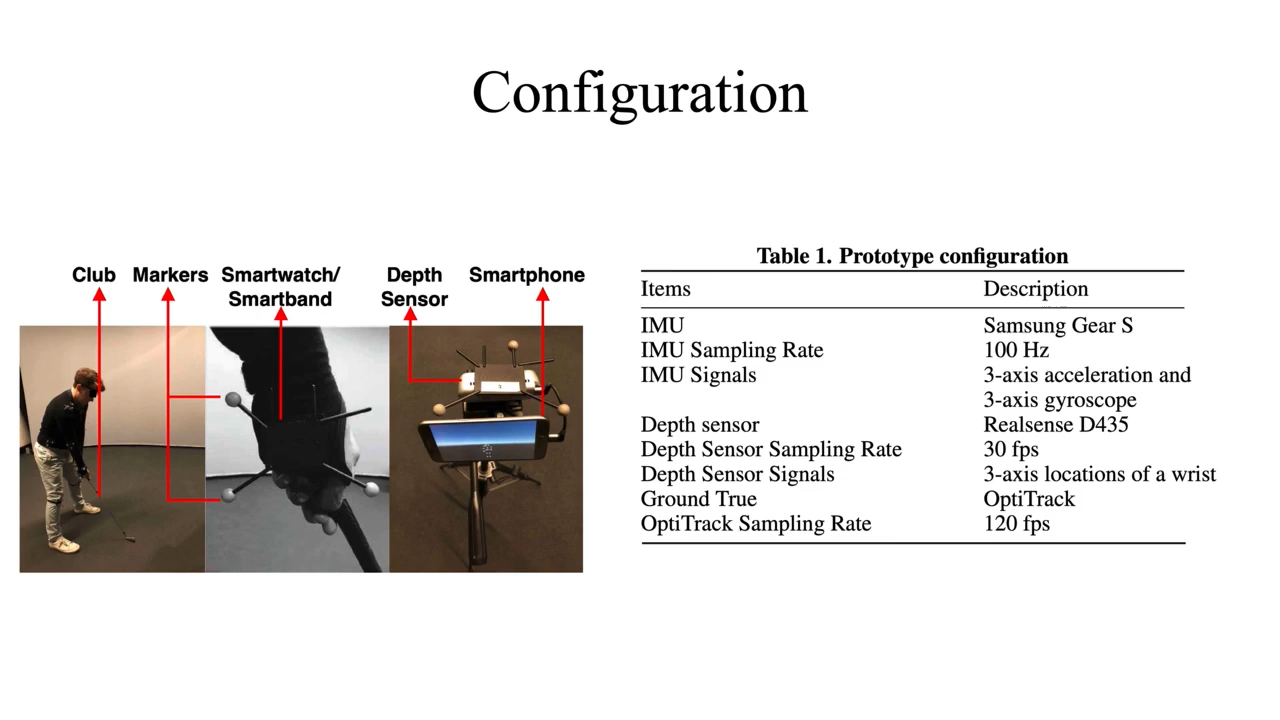 Configuration
Club Markers Smartwatch/ Depth Smartphone
Smartband Sensor
Table 1. Prototype configuration
Items Description
IMU Samsung Gear S
IMU Sampling Rate 100 Hz
IMU Signals 3-axis acceleration and
3-axis gyroscope
Depth sensor Realsense D435
Depth Sensor Sampling Rate 30 fps
Depth Sensor Signals 3-axis locations of a wrist
Ground True OptiTrack
OptiTrack Sampling Rate 120 fps